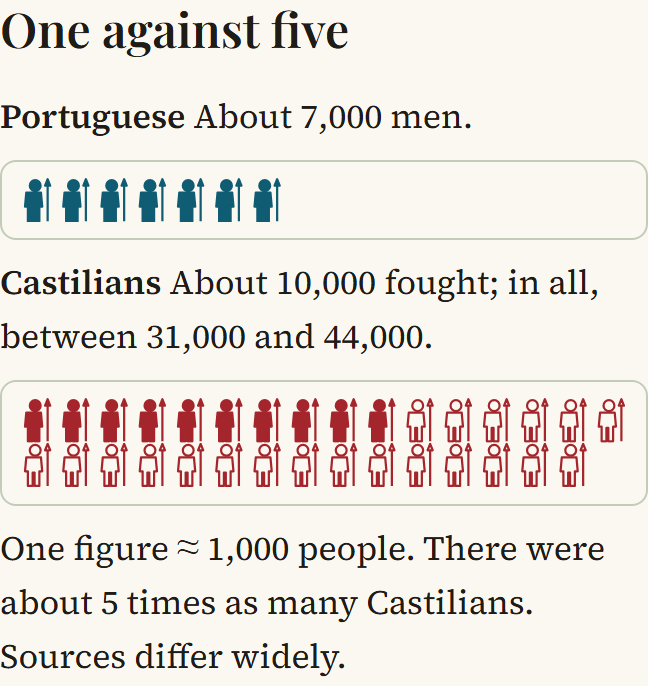 One against five
Portuguese About 7,000 men.
Castilians About 10,000 fought; in all,
between 31,000 and 44,000.
One figure ≈ 1,000 people. There were
about 5 times as many Castilians.
Sources differ widely.